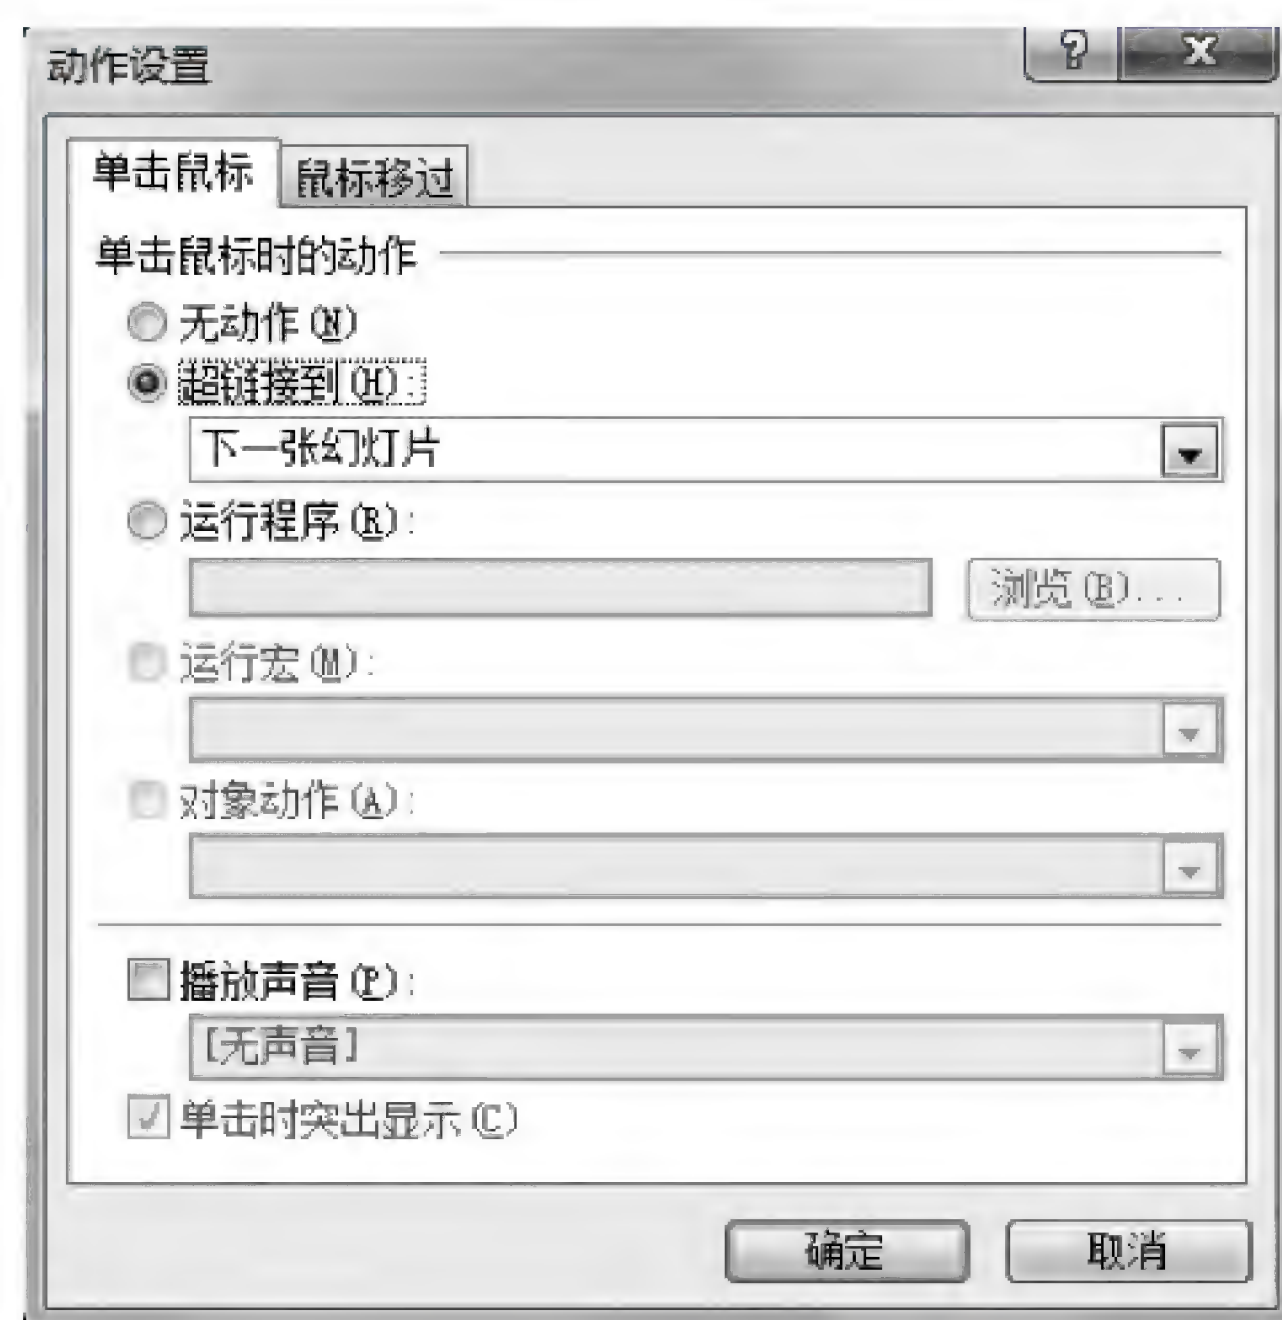 动作设置
单击鼠标 鼠标移过
单击鼠标时的动作
无动作(N)
超链接到(H):
下一张幻灯片
运行程序(R):
浏览(B)...
运行宏(M):
对象动作(A):
播放声音(P):
[无声音]
单击时突出显示(C)
确定 取消